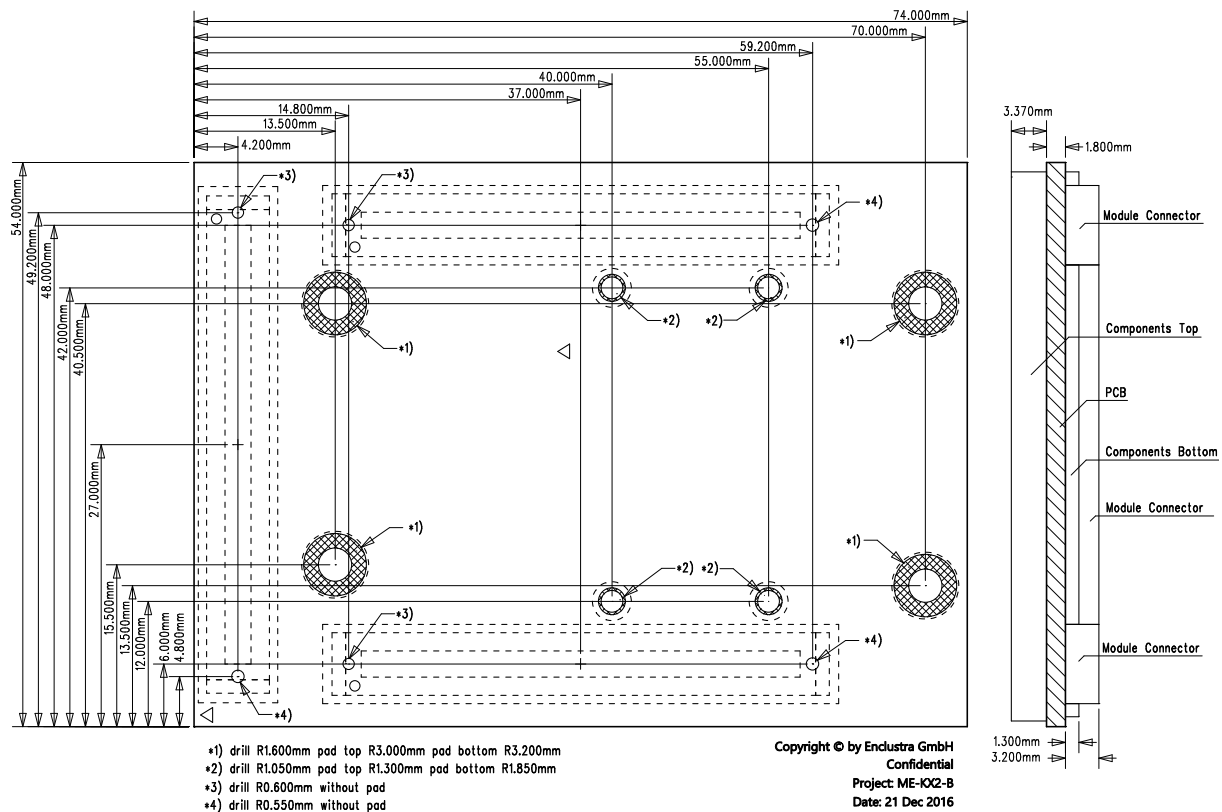 74.000mm
70.000mm
59.200mm
55.000mm
40.000mm
37.000mm
14.800mm
13.500mm
4.200mm
3.370mm
1.800mm
*3)
*3)
*4)
54.000mm
49.200mm
48.000mm
42.000mm
40.500mm
27.000mm
15.500mm
13.500mm
12.000mm
6.000mm
4.800mm
*2)
*2)
*1)
*1)
*1)
*1)
*2)
*2)
*3)
*4)
*4)
Module Connector
Components Top
PCB
Components Bottom
Module Connector
Module Connector
1.300mm
3.200mm
*1) drill R1.600mm pad top R3.000mm pad bottom R3.200mm
*2) drill R1.050mm pad top R1.300mm pad bottom R1.850mm
*3) drill R0.600mm without pad
*4) drill R0.550mm without pad
Copyright © by Enclustra GmbH
Confidential
Project: ME-KX2-B
Date: 21 Dec 2016